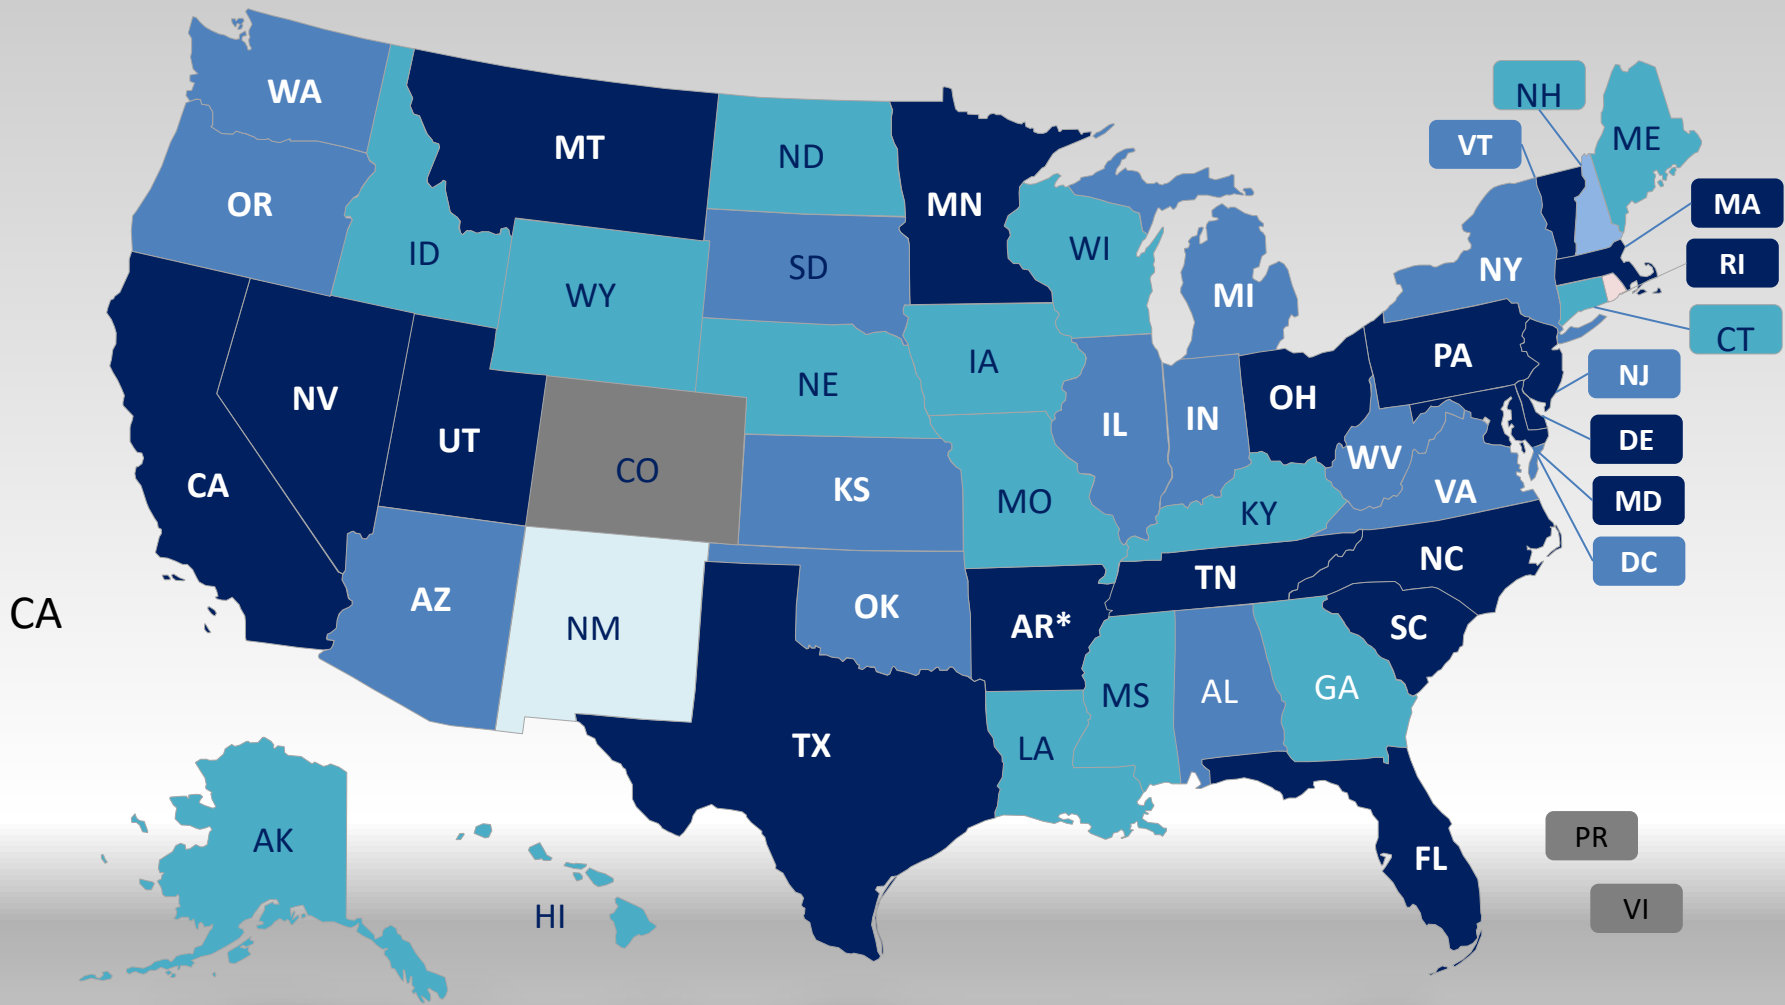 WA
MT
ND
MN
NH
ME
VT
OR
ID
WY
SD
WI
MI
NY
MA
RI
CT
NV
UT
CO
NE
IA
IL
IN
OH
PA
NJ
DE
MD
DC
CA
KS
MO
KY
WV
VA
CA
AZ
NM
OK
AR*
TN
NC
SC
TX
LA
MS
AL
GA
FL
AK
HI
PR
VI